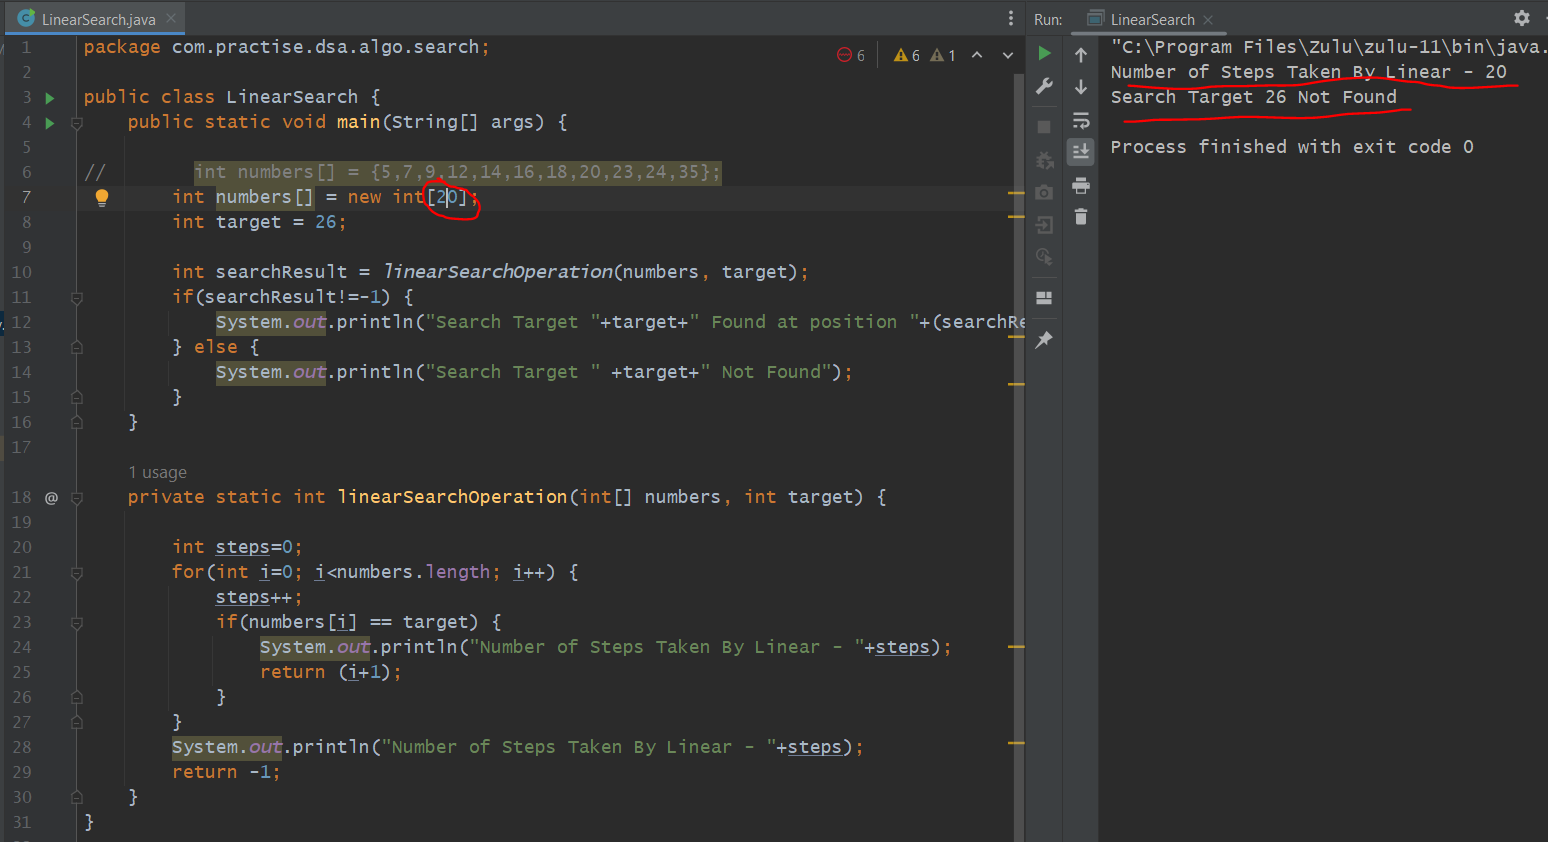 LinearSearch.java
6 6 1
1 package com.practise.dsa.algo.search;
2
3 public class LinearSearch {
4 public static void main(String[] args) {
5
6 // int numbers[] = {5,7,9,12,14,16,18,20,23,24,35};
7 int numbers[] = new int[20];
8 int target = 26;
9
10 int searchResult = linearSearchOperation(numbers, target);
11 if(searchResult!=-1) {
12 System.out.println("Search Target "+target+" Found at position "+(searchRe
13 } else {
14 System.out.println("Search Target " +target+" Not Found");
15 }
16 }
17
1 usage
18 @ private static int linearSearchOperation(int[] numbers, int target) {
19
20 int steps=0;
21 for(int i=0; i<numbers.length; i++) {
22 steps++;
23 if(numbers[i] == target) {
24 System.out.println("Number of Steps Taken By Linear - "+steps);
25 return (i+1);
26 }
27 }
28 System.out.println("Number of Steps Taken By Linear - "+steps);
29 return -1;
30 }
31 }
Run: LinearSearch
"C:\Program Files\Zulu\zulu-11\bin\java.
Number of Steps Taken By Linear - 20
Search Target 26 Not Found
Process finished with exit code 0